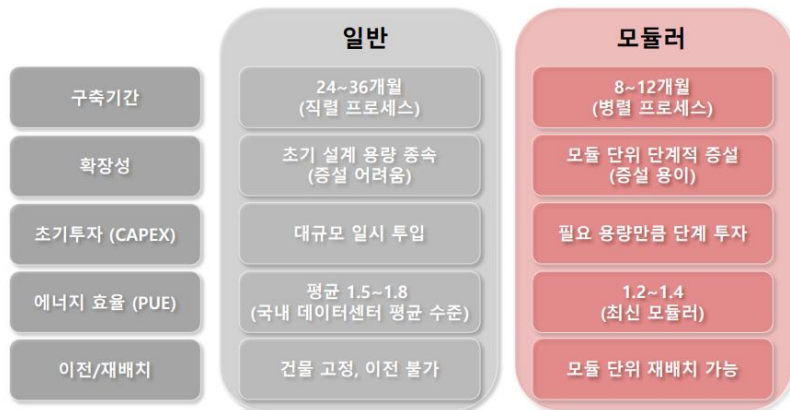 일반
모듈러
구축기간
24~36개월
(직렬 프로세스)
8~12개월
(병렬 프로세스)
확장성
초기 설계 용량 종속
(증설 어려움)
모듈 단위 단계적 증설
(증설 용이)
초기투자 (CAPEX)
대규모 일시 투입
필요 용량만큼 단계 투자
에너지 효율 (PUE)
평균 1.5~1.8
(국내 데이터센터 평균 수준)
1.2~1.4
(최신 모듈러)
이전/재배치
건물 고정, 이전 불가
모듈 단위 재배치 가능